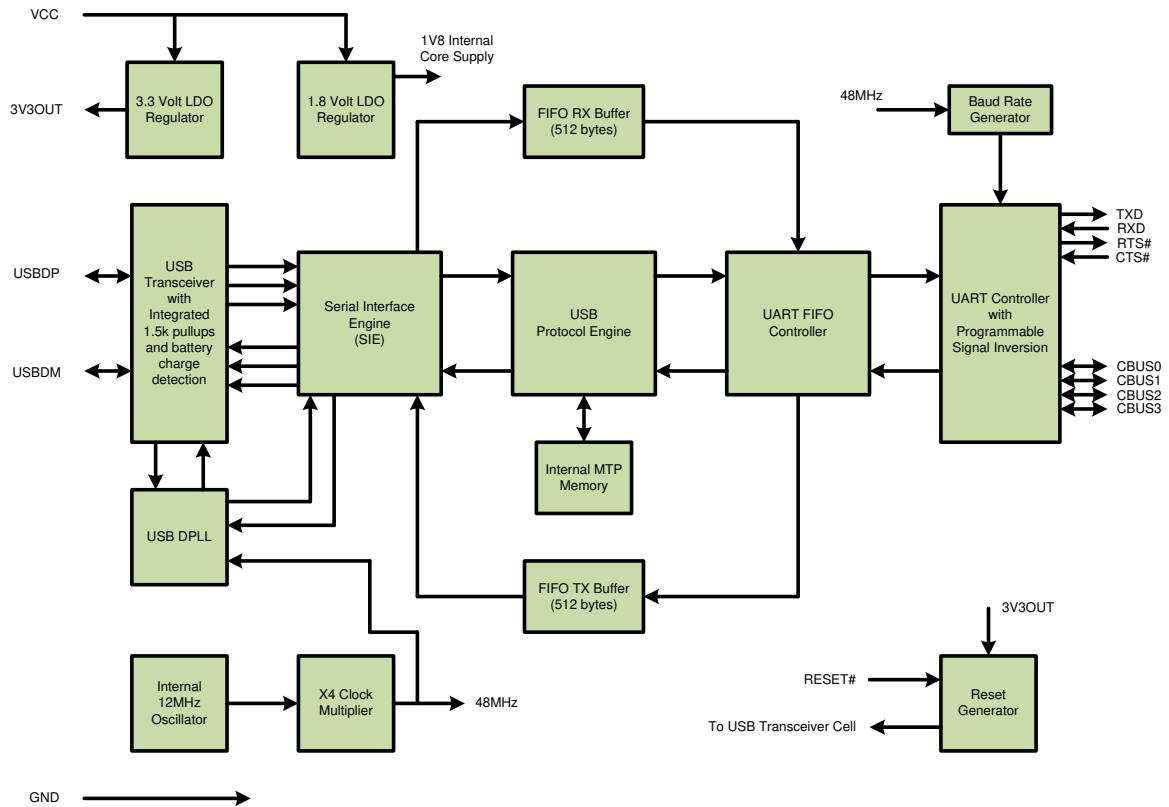 VCC
1V8 Internal
Core Supply
3V3OUT
3.3 Volt LDO
Regulator
1.8 Volt LDO
Regulator
FIFO RX Buffer
(512 bytes)
48MHz
Baud Rate
Generator
USBDP
USBDM
USB
Transceiver
with
Integrated
1.5k pullups
and battery
charge
detection
Serial Interface
Engine
(SIE)
USB
Protocol Engine
UART FIFO
Controller
UART Controller
with
Programmable
Signal Inversion
TXD
RXD
RTS#
CTS#
CBUS0
CBUS1
CBUS2
CBUS3
Internal MTP
Memory
USB DPLL
FIFO TX Buffer
(512 bytes)
3V3OUT
Internal
12MHz
Oscillator
X4 Clock
Multiplier
48MHz
RESET#
To USB Transceiver Cell
Reset
Generator
GND